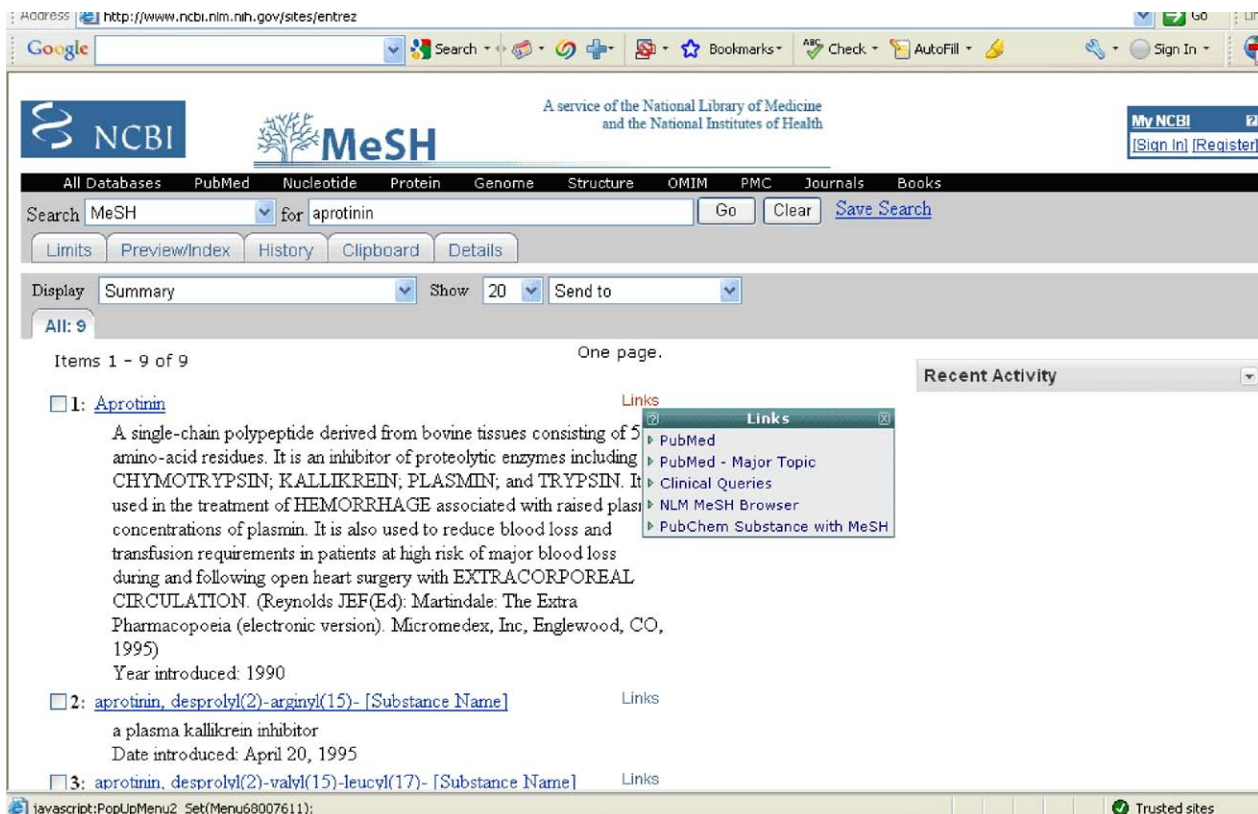 Address http://www.ncbi.nlm.nih.gov/sites/entrez Go
Google Search Bookmarks ABC Check AutoFill Sign In
NCBI MeSH
A service of the National Library of Medicine
and the National Institutes of Health
My NCBI
[Sign In] [Register]
All Databases PubMed Nucleotide Protein Genome Structure OMIM PMC Journals Books
Search MeSH for aprotinin Go Clear Save Search
Limits Preview/Index History Clipboard Details
Display Summary Show 20 Send to
All: 9
Items 1 - 9 of 9 One page.
Recent Activity
1: Aprotinin Links
Links
PubMed
PubMed - Major Topic
Clinical Queries
NLM MeSH Browser
PubChem Substance with MeSH
A single-chain polypeptide derived from bovine tissues consisting of 5
amino-acid residues. It is an inhibitor of proteolytic enzymes including
CHYMOTRYPSIN; KALLIKREIN; PLASMIN; and TRYPSIN. It
used in the treatment of HEMORRHAGE associated with raised plas
concentrations of plasmin. It is also used to reduce blood loss and
transfusion requirements in patients at high risk of major blood loss
during and following open heart surgery with EXTRACORPOREAL
CIRCULATION. (Reynolds JEF(Ed): Martindale: The Extra
Pharmacopoeia (electronic version). Micromedex, Inc, Englewood, CO,
1995)
Year introduced: 1990
2: aprotinin, desprolyl(2)-arginyl(15)- [Substance Name] Links
a plasma kallikrein inhibitor
Date introduced: April 20, 1995
3: aprotinin, desprolyl(2)-valyl(15)-leucyl(17)- [Substance Name] Links
javascript:PopUpMenu2_Set(Menu68007611); Trusted sites